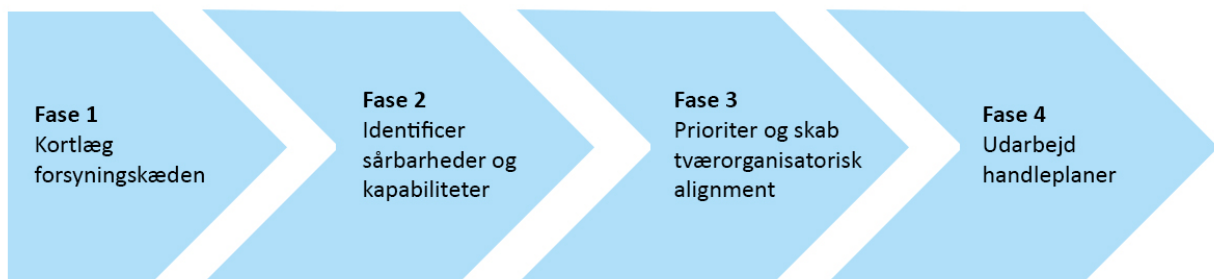 Fase 1
Kortlæg
forsyningskæden
Fase 2
Identificer
sårbarheder og
kapabiliteter
Fase 3
Prioriter og skab
tværorganisatorisk
alignment
Fase 4
Udarbejd
handleplaner